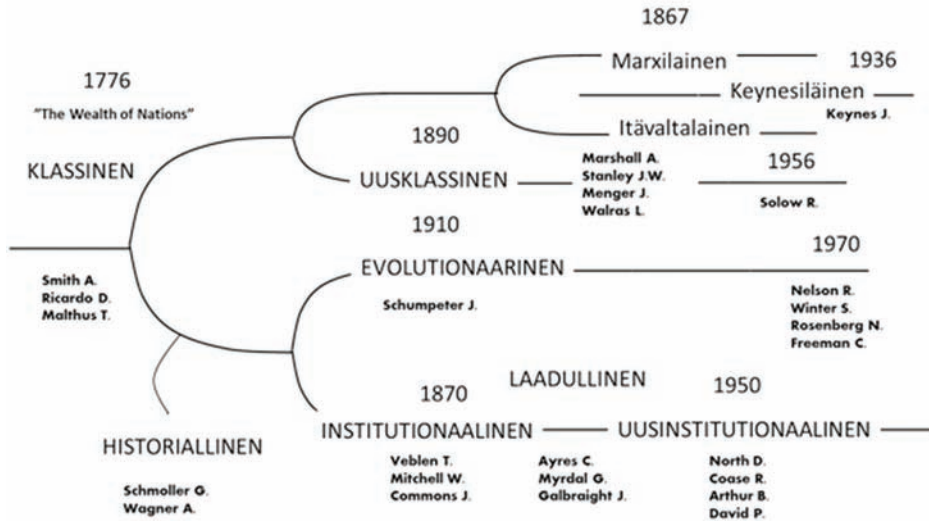 1867
Marxilainen
1936
1776
Keynesiläinen
"The Wealth of Nations"
Keynes J.
1890
Itävaltalainen
KLASSINEN
Marshall A.
Stanley J.W.
Menger J.
Walras L.
UUSKLASSINEN
1956
Solow R.
1910
1970
EVOLUTIONAARINEN
Smith A.
Ricardo D.
Malthus T.
Schumpeter J.
Nelson R.
Winter S.
Rosenberg N.
Freeman C.
LAADULLINEN
1870
1950
HISTORIALLINEN
INSTITUTIONAALINEN
UUSINSTITUTIONAALINEN
Schmoller G.
Wagner A.
Veblen T.
Mitchell W.
Commons J.
Ayres C.
Myrdal G.
Galbraight J.
North D.
Coase R.
Arthur B.
David P.